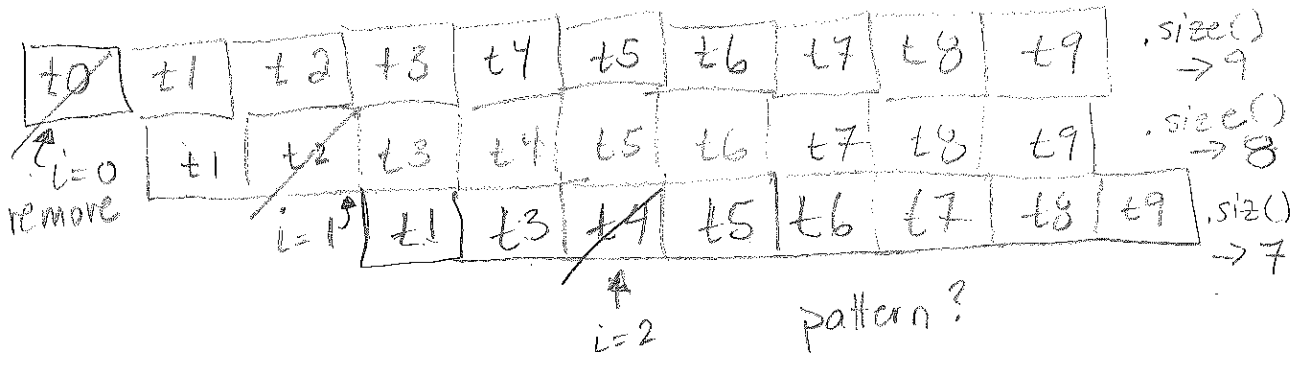 t0 t1 t2 t3 t4 t5 t6 t7 t8 t9 .size()
→ 9
i=0 t1 t2 t3 t4 t5 t6 t7 t8 t9 .size()
→ 8
remove i=1 t1 t3 t4 t5 t6 t7 t8 t9 .siz()
→ 7
i=2 pattern?